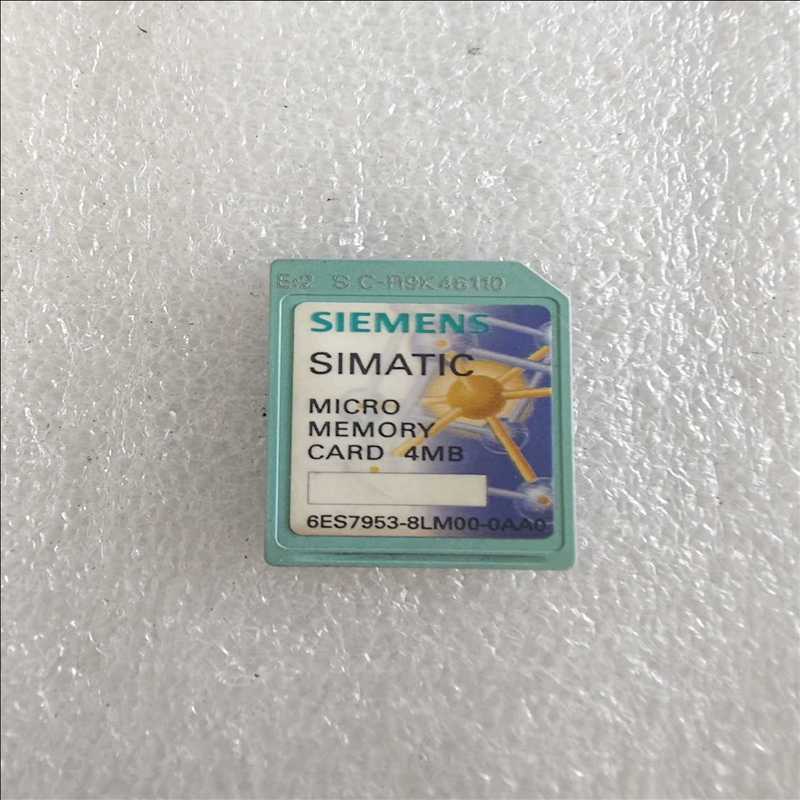 E:2 S C-R9K46110
SIEMENS
SIMATIC
MICRO
MEMORY
CARD 4MB
6ES7953-8LM00-0AA0